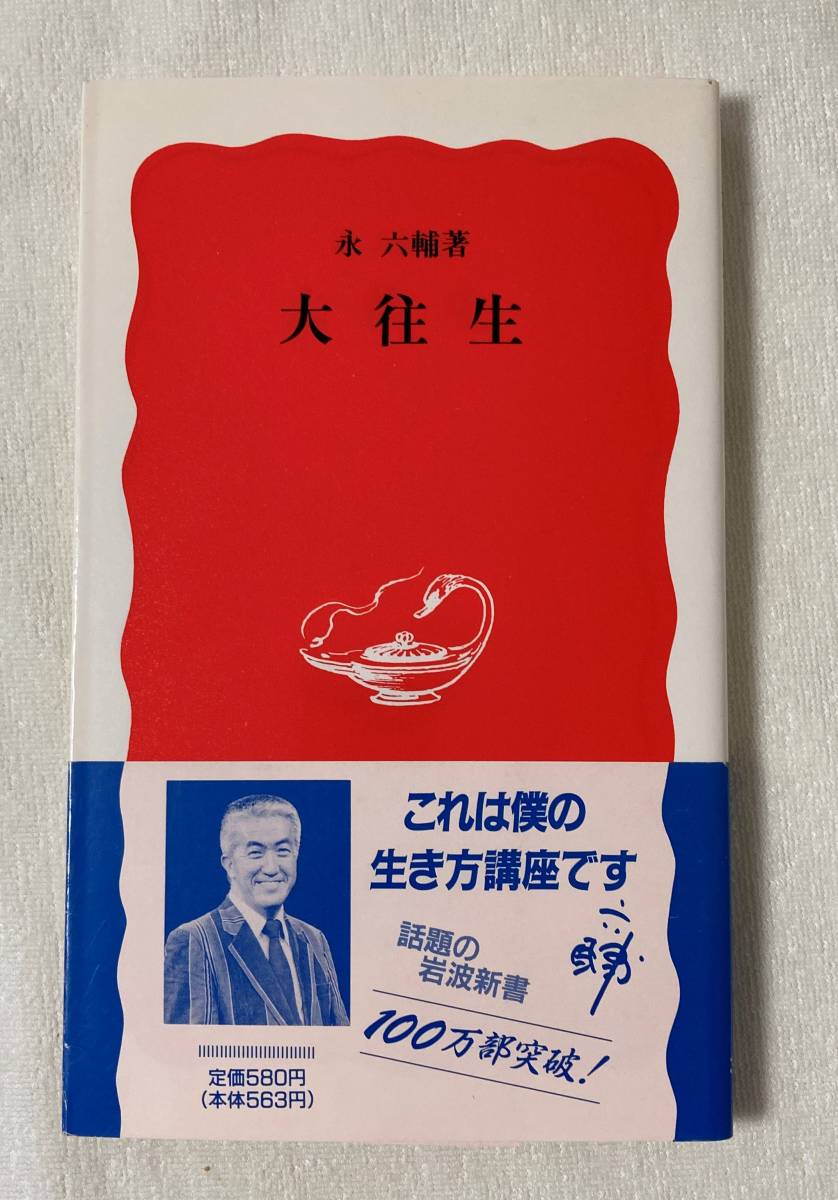 永 六輔著
大往生
これは僕の
生き方講座です
六輔
話題の
岩波新書
100万部突破!
定価580円
(本体563円)